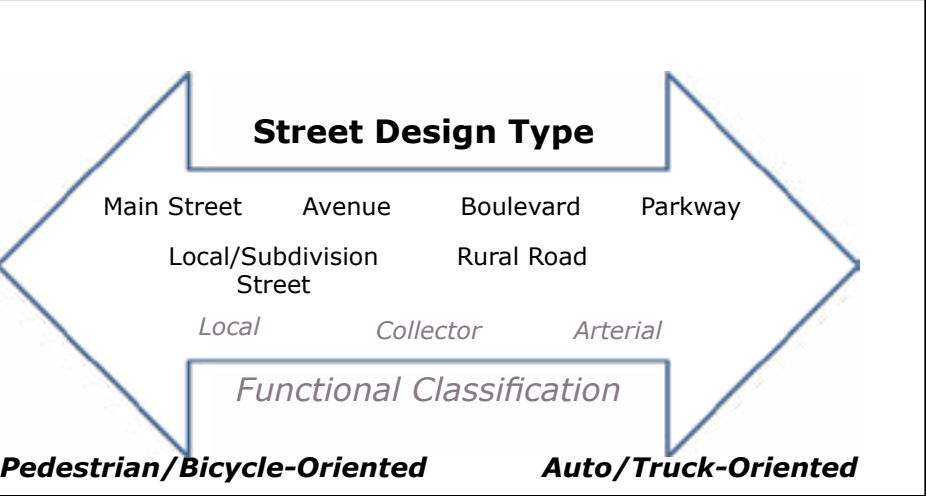 Street Design Type
Main Street Avenue Boulevard Parkway
Local/Subdivision Street Rural Road
Local Collector Arterial
Functional Classification
Pedestrian/Bicycle-Oriented Auto/Truck-Oriented